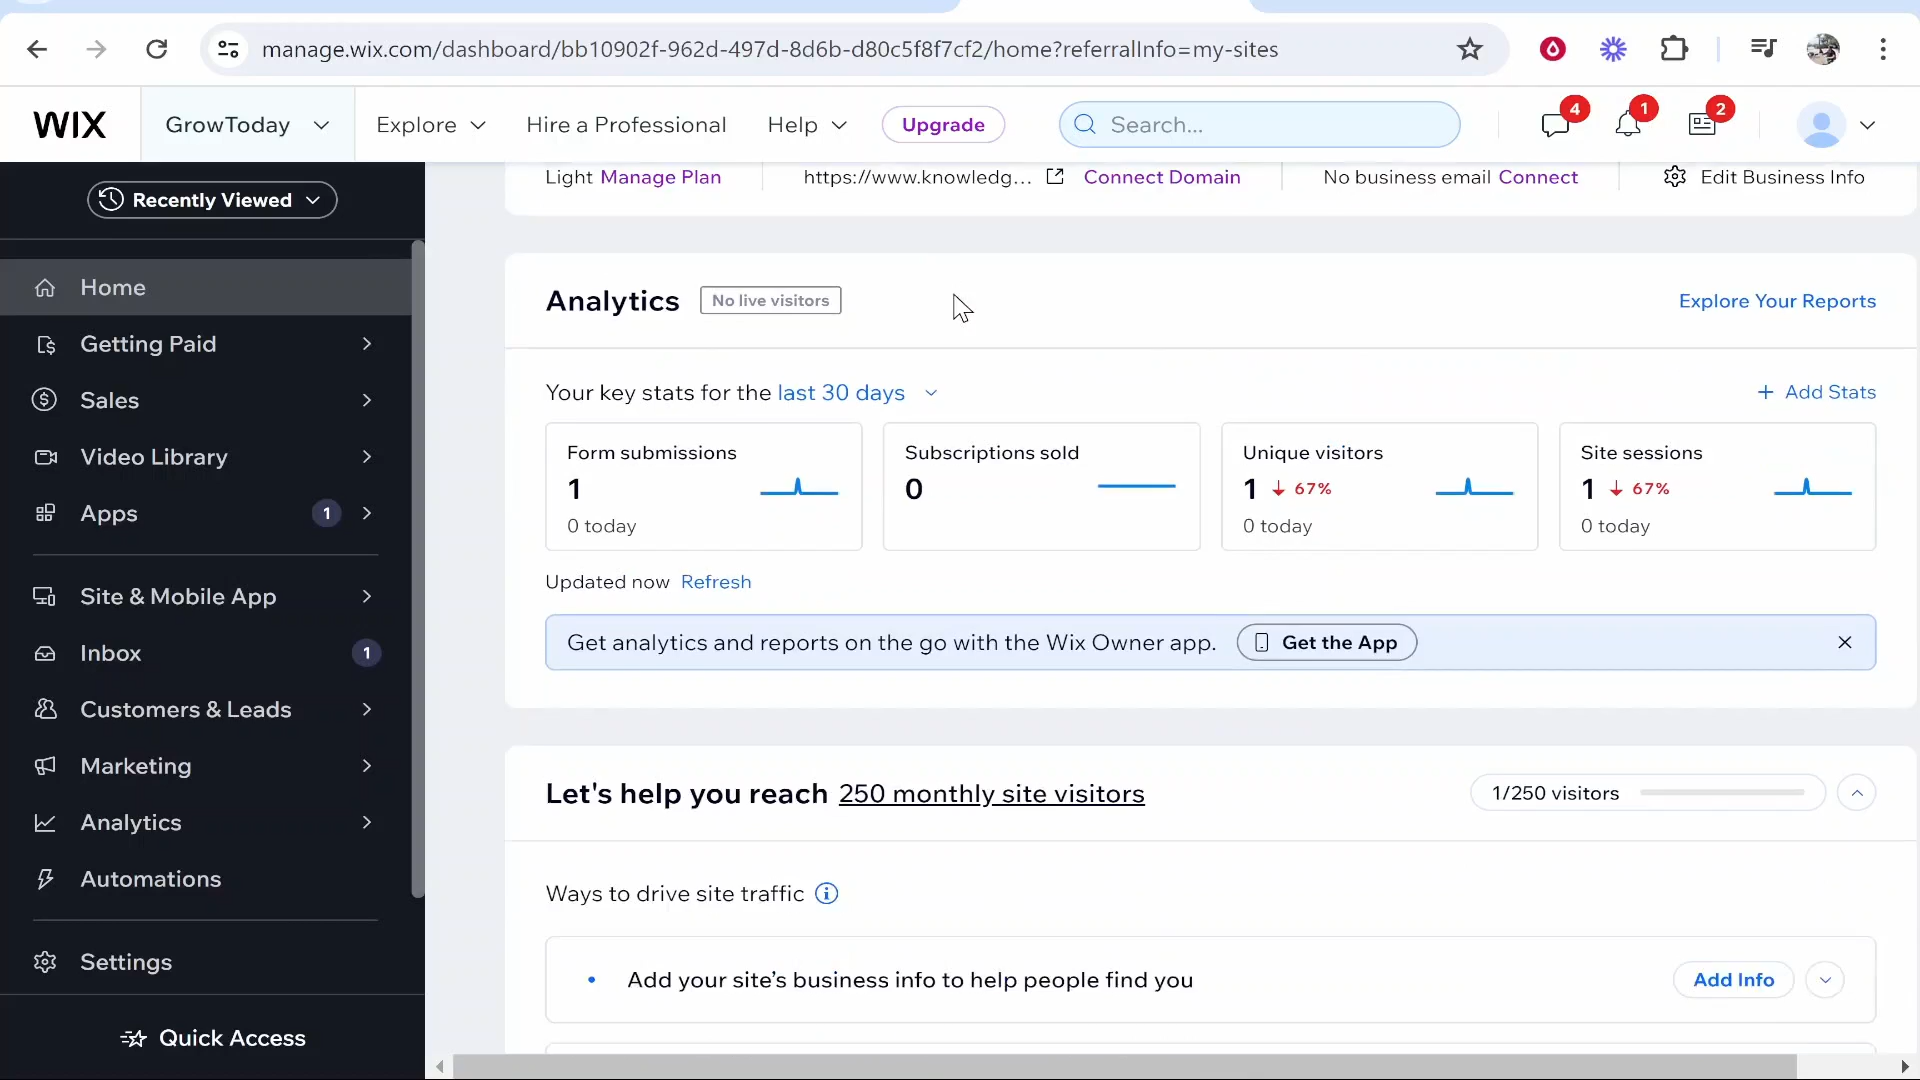 manage.wix.com/dashboard/bb10902f-962d-497d-8d6b-d80c5f8f7cf2/home?referralInfo=my-sites
WIX
GrowToday
Explore
Hire a Professional
Help
Upgrade
Search...
4
1
2
Recently Viewed
Home
Getting Paid
Sales
Video Library
Apps
1
Site & Mobile App
Inbox
1
Customers & Leads
Marketing
Analytics
Automations
Settings
Quick Access
Light Manage Plan
https://www.knowledg...
Connect Domain
No business email Connect
Edit Business Info
Analytics
No live visitors
Explore Your Reports
Your key stats for the last 30 days
+ Add Stats
Form submissions
1
0 today
Subscriptions sold
0
Unique visitors
1 ↓ 67%
0 today
Site sessions
1 ↓ 67%
0 today
Updated now Refresh
Get analytics and reports on the go with the Wix Owner app.
Get the App
Let's help you reach 250 monthly site visitors
1/250 visitors
Ways to drive site traffic
• Add your site’s business info to help people find you
Add Info